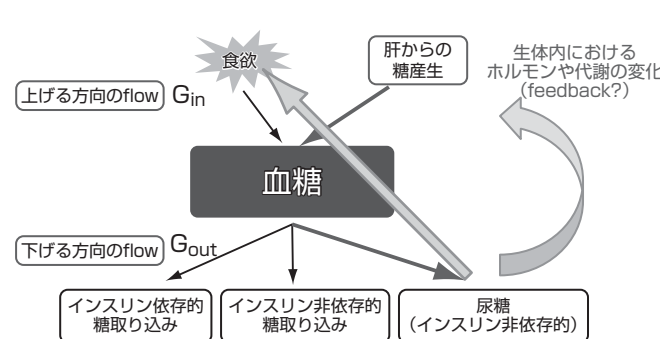 食欲
肝からの
糖産生
生体内における
ホルモンや代謝の変化
(feedback?)
上げる方向のflow Gin
血糖
下げる方向のflow Gout
インスリン依存的
糖取り込み
インスリン非依存的
糖取り込み
尿糖
(インスリン非依存的)